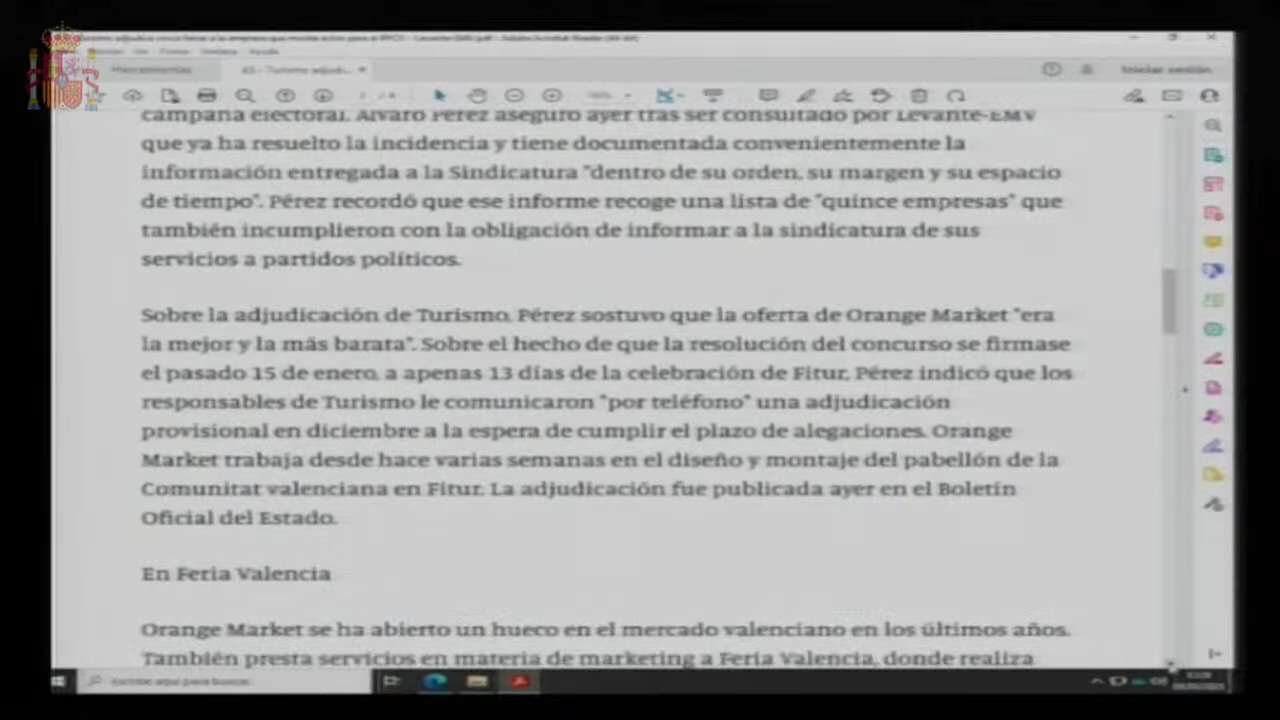 Iniciar sesión
campaña electoral. Álvaro Pérez aseguró ayer tras ser consultado por Levante-EMV
que ya ha resuelto la incidencia y tiene documentada convenientemente la
información entregada a la Sindicatura "dentro de su orden, su margen y su espacio
de tiempo". Pérez recordó que ese informe recoge una lista de "quince empresas" que
también incumplieron con la obligación de informar a la sindicatura de sus
servicios a partidos políticos.
Sobre la adjudicación de Turismo, Pérez sostuvo que la oferta de Orange Market "era
la mejor y la más barata". Sobre el hecho de que la resolución del concurso se firmase
el pasado 15 de enero, a apenas 13 días de la celebración de Fitur, Pérez indicó que los
responsables de Turismo le comunicaron "por teléfono" una adjudicación
provisional en diciembre a la espera de cumplir el plazo de alegaciones. Orange
Market trabaja desde hace varias semanas en el diseño y montaje del pabellón de la
Comunitat valenciana en Fitur. La adjudicación fue publicada ayer en el Boletín
Oficial del Estado.
En Feria Valencia
Orange Market se ha abierto un hueco en el mercado valenciano en los últimos años.
También presta servicios en materia de marketing a Feria Valencia, donde realiza
Escribe aquí para buscar